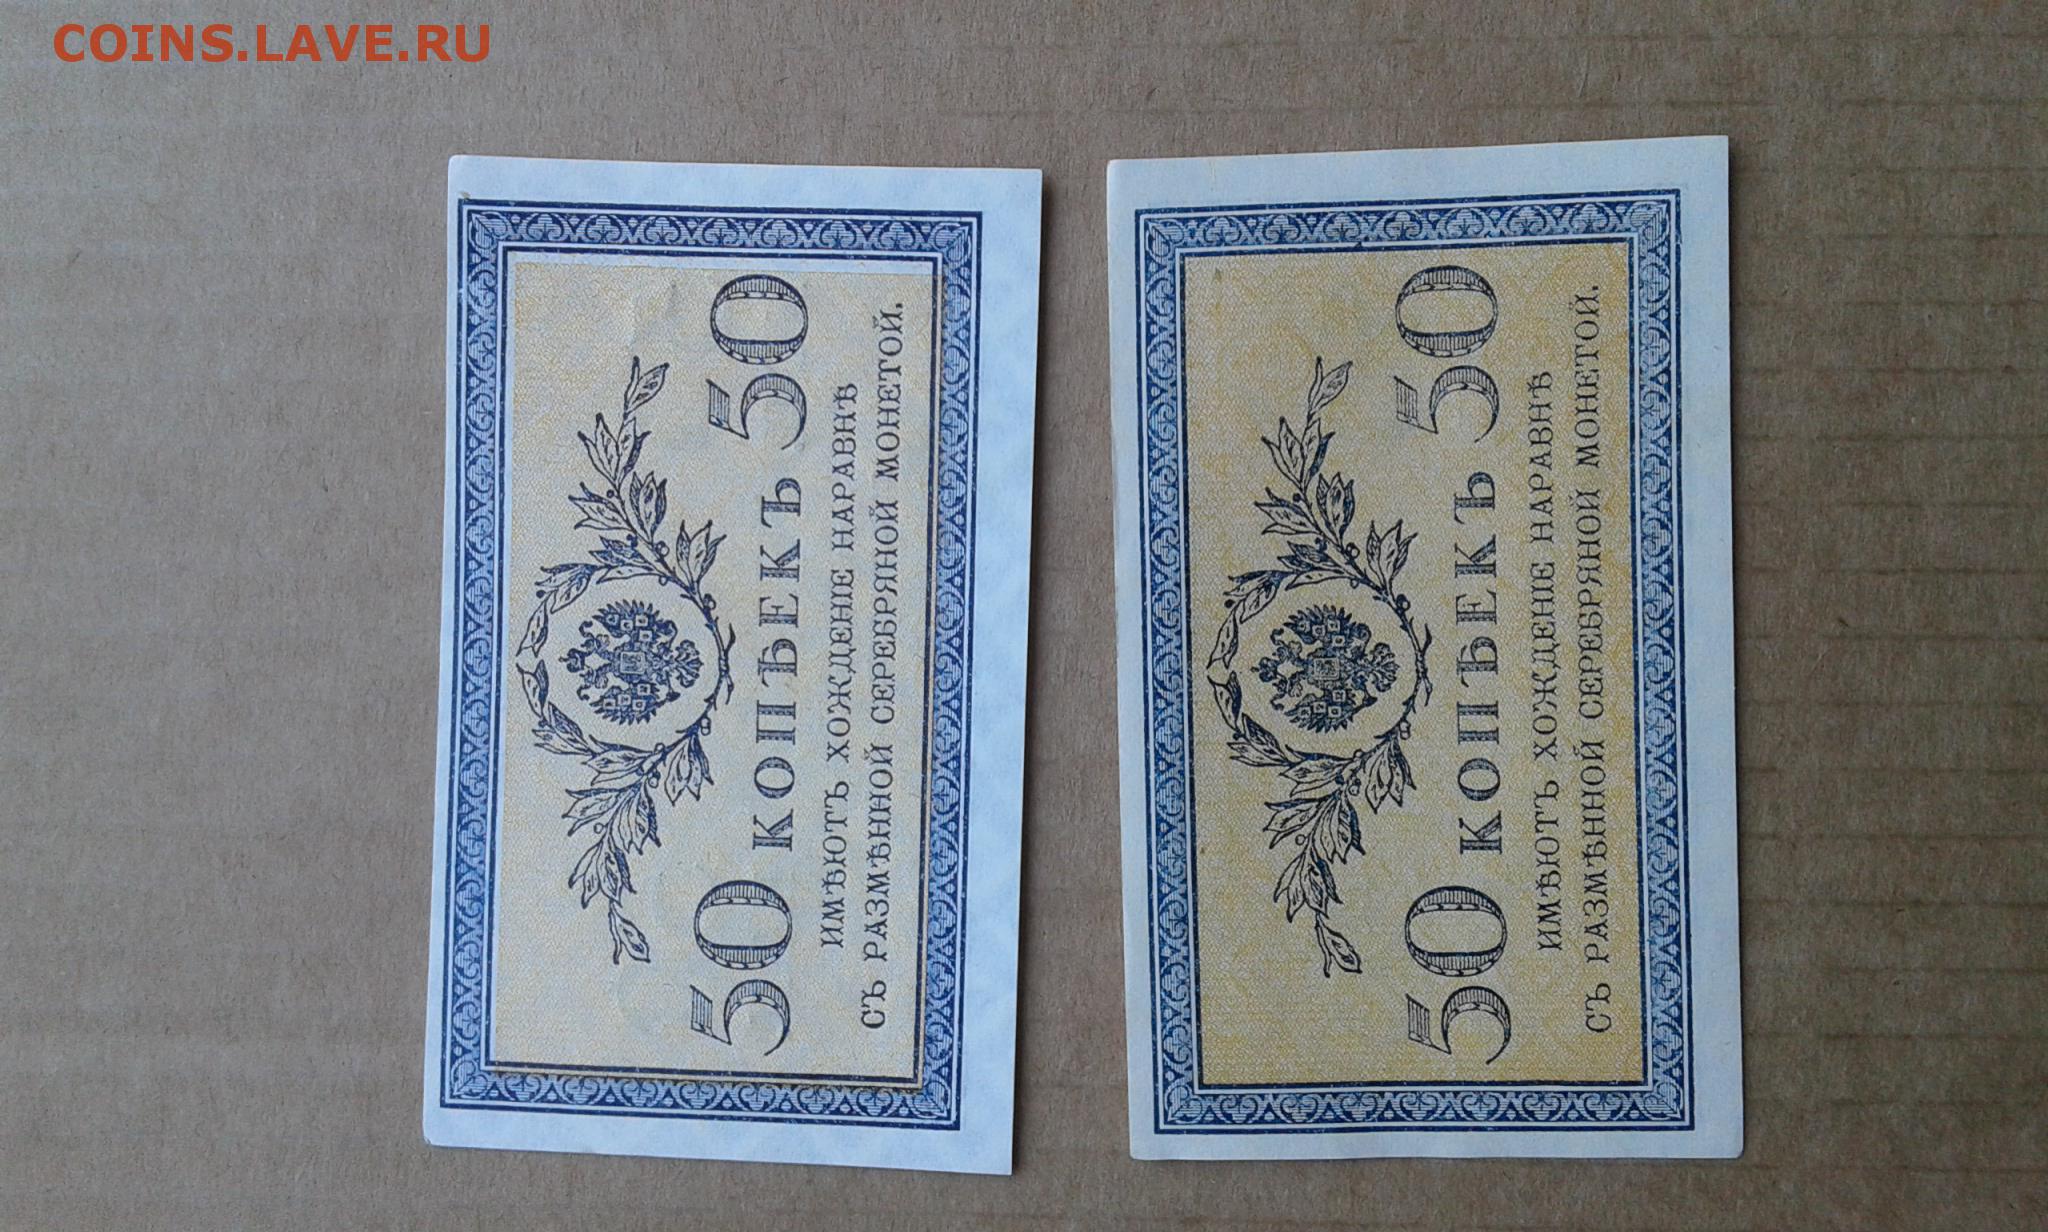 COINS.LAVE.RU
50 КОПѢЕКЪ 50
ИМѢЮТЪ ХОЖДЕНІЕ НАРАВНѢ
СЪ РАЗМѢННОЙ СЕРЕБРЯНОЙ МОНЕТОЙ.
50 КОПѢЕКЪ 50
ИМѢЮТЪ ХОЖДЕНІЕ НАРАВНѢ
СЪ РАЗМѢННОЙ СЕРЕБРЯНОЙ МОНЕТОЙ.